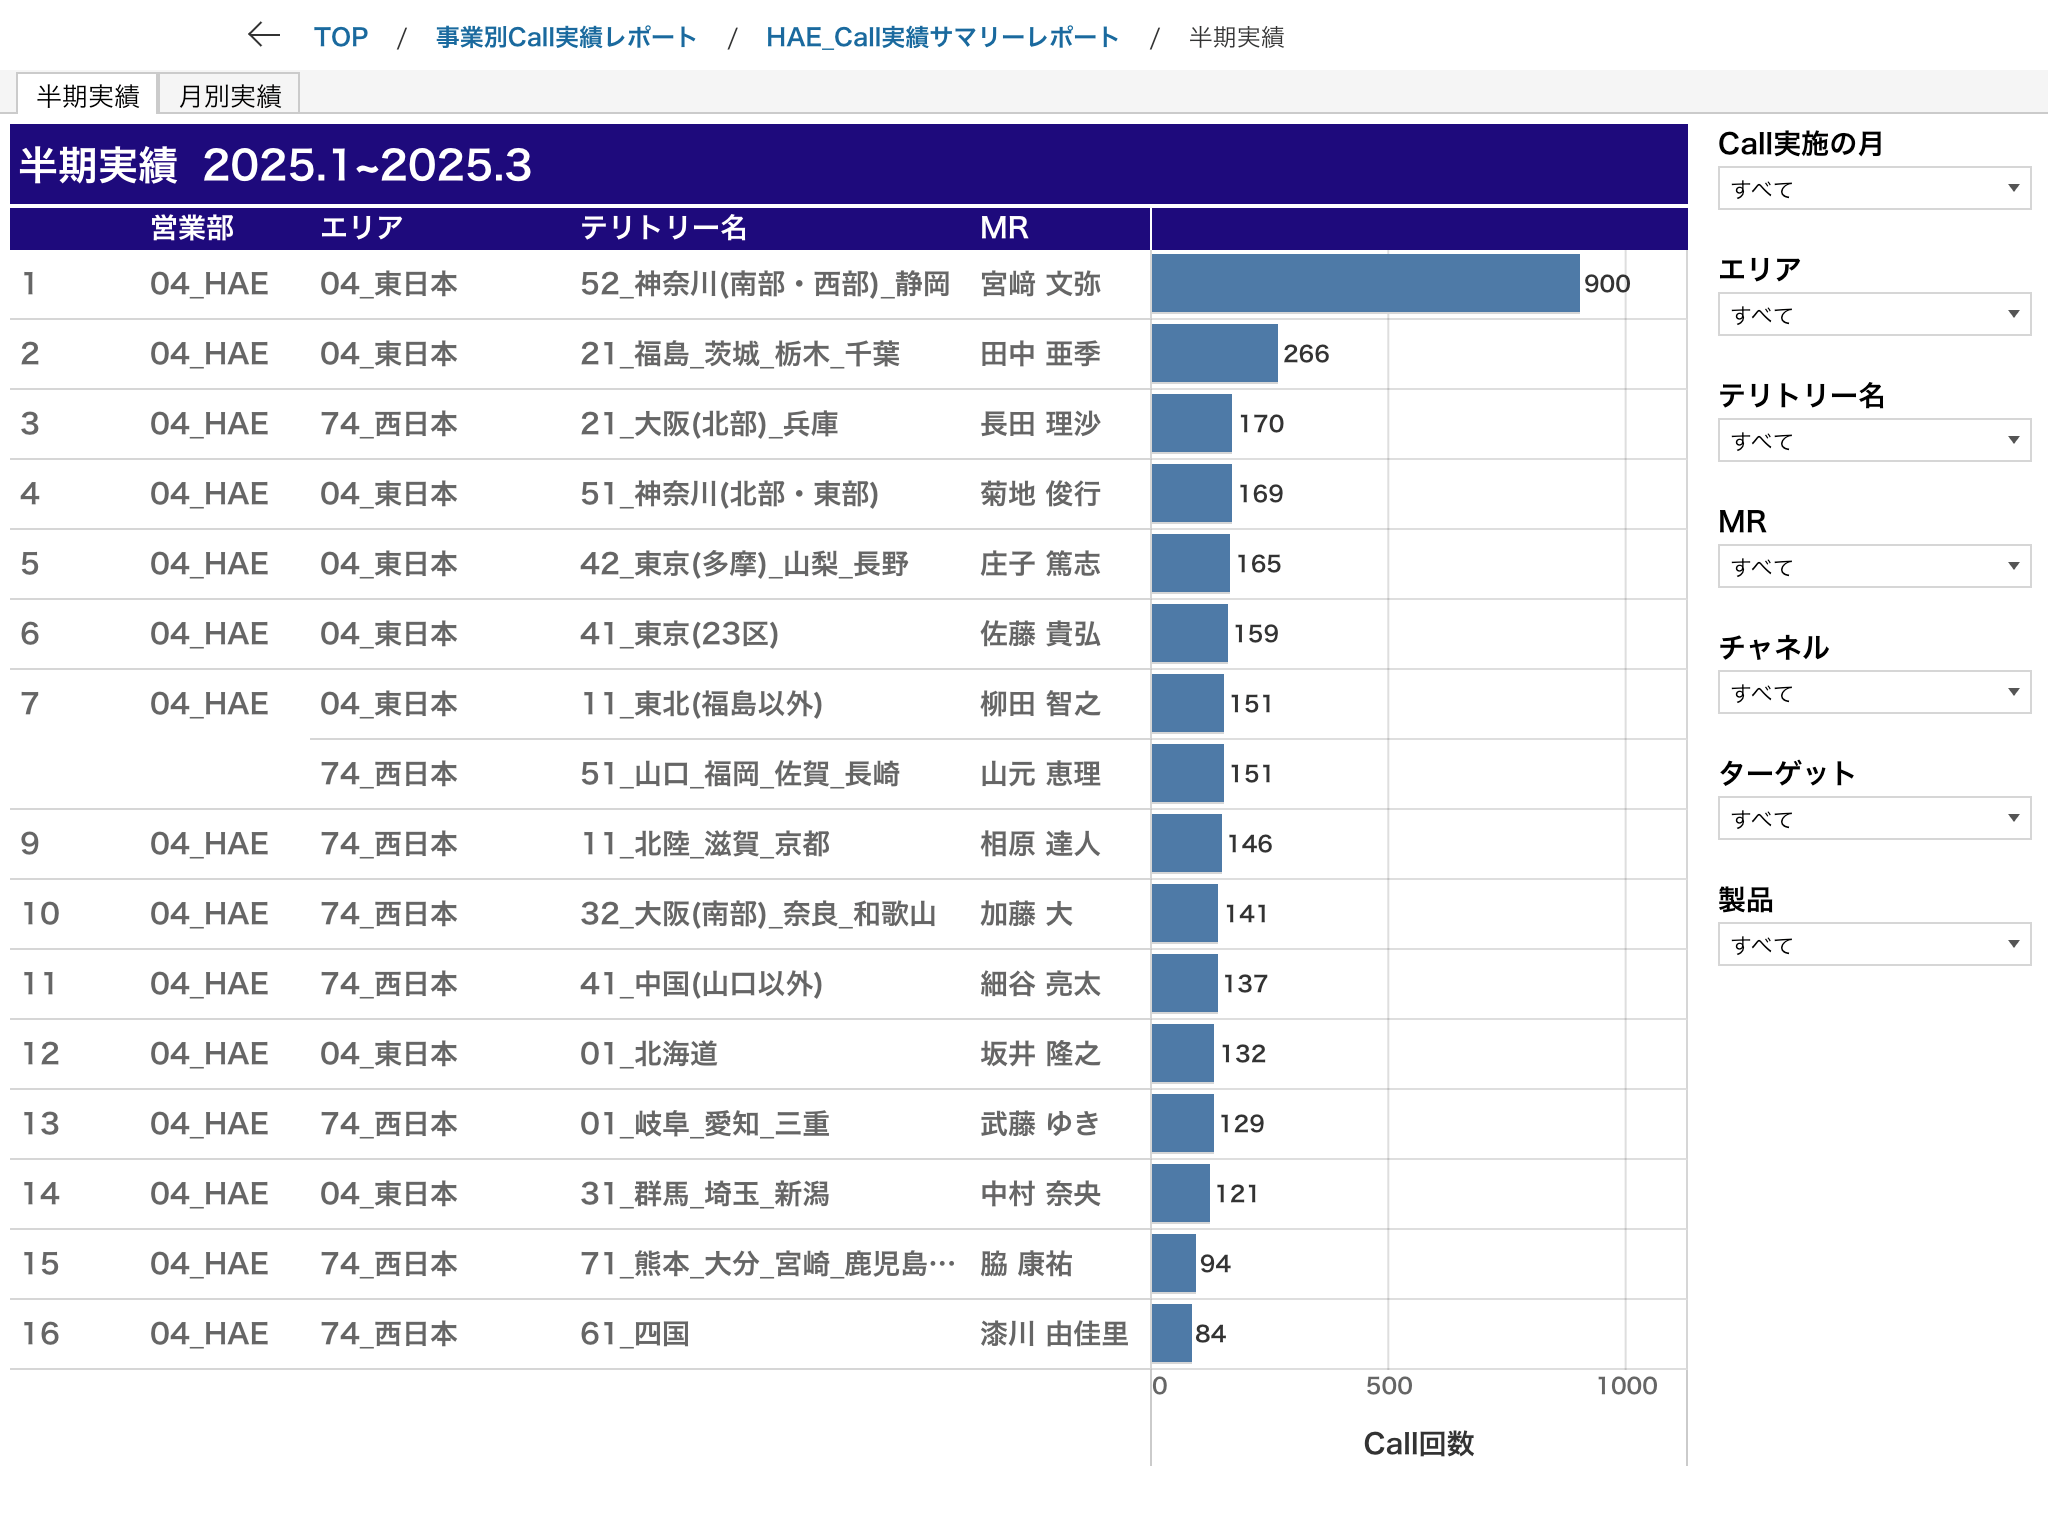 ← TOP / 事業別Call実績レポート / HAE_Call実績サマリーレポート / 半期実績
半期実績 月別実績
半期実績 2025.1~2025.3
営業部 エリア テリトリー名 MR
1 04_HAE 04_東日本 52_神奈川(南部・西部)_静岡 宮﨑 文弥 900
2 04_HAE 04_東日本 21_福島_茨城_栃木_千葉 田中 亜季 266
3 04_HAE 74_西日本 21_大阪(北部)_兵庫 長田 理沙 170
4 04_HAE 04_東日本 51_神奈川(北部・東部) 菊地 俊行 169
5 04_HAE 04_東日本 42_東京(多摩)_山梨_長野 庄子 篤志 165
6 04_HAE 04_東日本 41_東京(23区) 佐藤 貴弘 159
7 04_HAE 04_東日本 11_東北(福島以外) 柳田 智之 151
74_西日本 51_山口_福岡_佐賀_長崎 山元 恵理 151
9 04_HAE 74_西日本 11_北陸_滋賀_京都 相原 達人 146
10 04_HAE 74_西日本 32_大阪(南部)_奈良_和歌山 加藤 大 141
11 04_HAE 74_西日本 41_中国(山口以外) 細谷 亮太 137
12 04_HAE 04_東日本 01_北海道 坂井 隆之 132
13 04_HAE 74_西日本 01_岐阜_愛知_三重 武藤 ゆき 129
14 04_HAE 04_東日本 31_群馬_埼玉_新潟 中村 奈央 121
15 04_HAE 74_西日本 71_熊本_大分_宮崎_鹿児島… 脇 康祐 94
16 04_HAE 74_西日本 61_四国 漆川 由佳里 84
0 500 1000
Call回数
Call実施の月
すべて
エリア
すべて
テリトリー名
すべて
MR
すべて
チャネル
すべて
ターゲット
すべて
製品
すべて